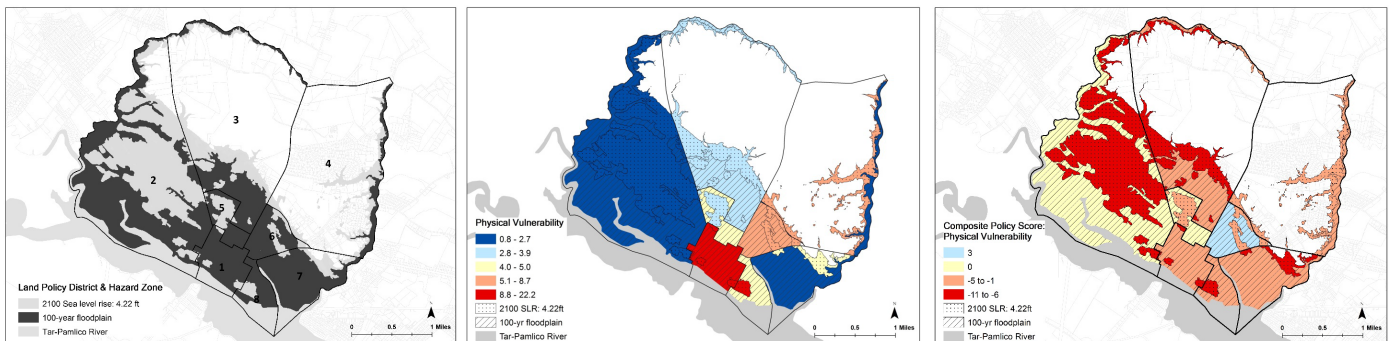 3
4
2
5
6
1
7
8
Land Policy District & Hazard Zone
2100 Sea level rise: 4.22 ft
100-year floodplain
Tar-Pamlico River
N
0 0.5 1 Miles
Physical Vulnerability
0.8 - 2.7
2.8 - 3.9
4.0 - 5.0
5.1 - 8.7
8.8 - 22.2
2100 SLR: 4.22ft
100-yr floodplain
Tar-Pamlico River
N
0 0.5 1 Miles
Composite Policy Score:
Physical Vulnerability
3
0
-5 to -1
-11 to -6
2100 SLR: 4.22ft
100-yr floodplain
Tar-Pamlico River
N
0 0.5 1 Miles